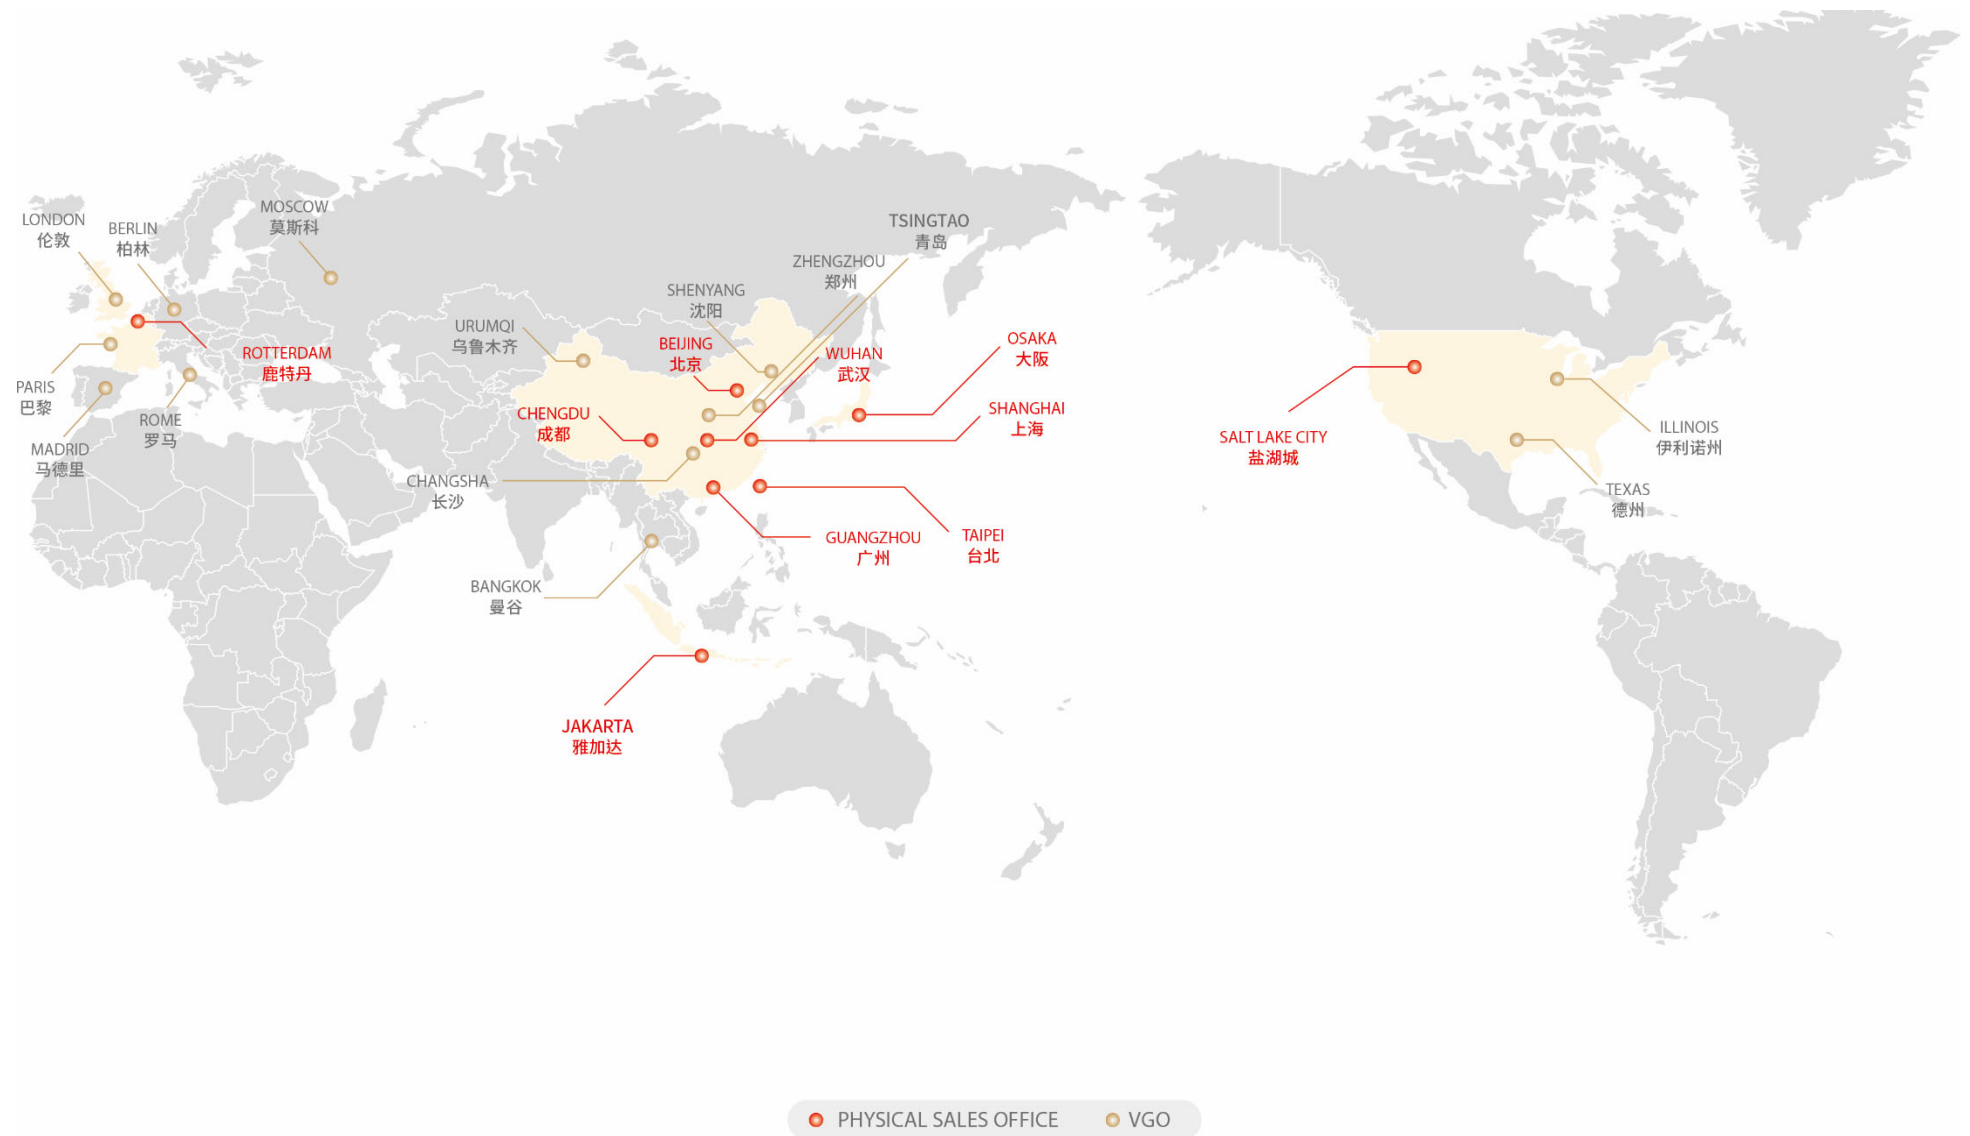 LONDON
伦敦
BERLIN
柏林
MOSCOW
莫斯科
TSINGTAO
青岛
ZHENGZHOU
郑州
SHENYANG
沈阳
URUMQI
乌鲁木齐
BEIJING
北京
WUHAN
武汉
OSAKA
大阪
ROTTERDAM
鹿特丹
PARIS
巴黎
ROME
罗马
MADRID
马德里
CHENGDU
成都
SHANGHAI
上海
CHANGSHA
长沙
GUANGZHOU
广州
TAIPEI
台北
BANGKOK
曼谷
JAKARTA
雅加达
SALT LAKE CITY
盐湖城
ILLINOIS
伊利诺州
TEXAS
德州
PHYSICAL SALES OFFICE
VGO